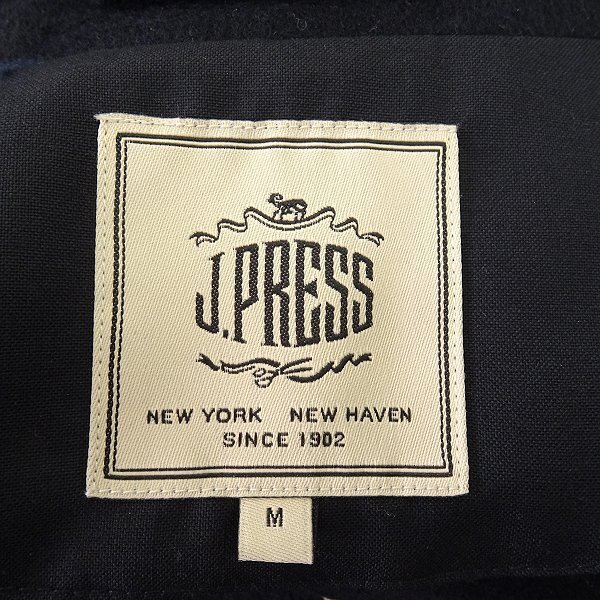 J.PRESS
NEW YORK NEW HAVEN
SINCE 1902
M